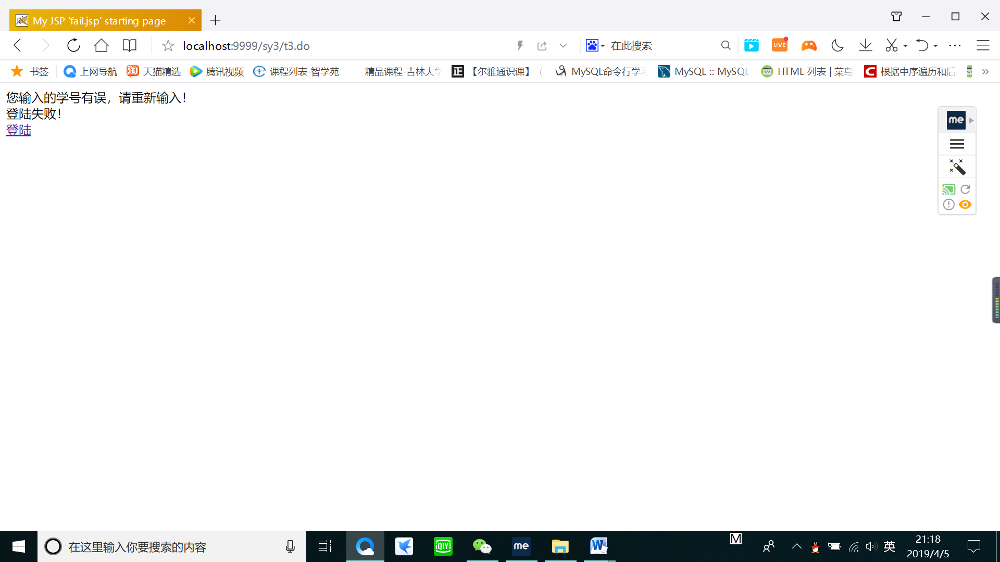 My JSP 'fail.jsp' starting page
localhost:9999/sy3/t3.do
在此搜索
LIVE
书签
上网导航
淘 天猫精选
腾讯视频
课程列表-智学苑
精品课程-吉林大学
正 【尔雅通识课】（
MySQL命令行学习
MySQL :: MySQL
HTML 列表 | 菜鸟
C 根据中序遍历和后
您输入的学号有误，请重新输入！
登陆失败！
登陆
me
在这里输入你要搜索的内容
iQIYI
me
W
M
英
21:18
2019/4/5